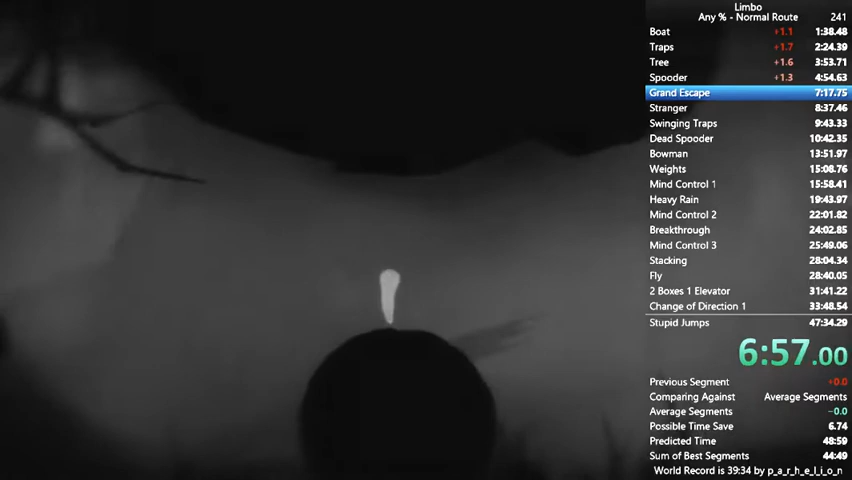 Limbo
Any % - Normal Route 241
Boat +1.1 1:38.48
Traps +1.7 2:24.39
Tree +1.6 3:53.71
Spooder +1.3 4:54.63
Grand Escape 7:17.75
Stranger 8:37.46
Swinging Traps 9:43.33
Dead Spooder 10:42.35
Bowman 13:51.97
Weights 15:08.76
Mind Control 1 15:58.41
Heavy Rain 19:43.97
Mind Control 2 22:01.82
Breakthrough 24:02.85
Mind Control 3 25:49.06
Stacking 28:04.34
Fly 28:40.05
2 Boxes 1 Elevator 31:41.22
Change of Direction 1 33:48.54
Stupid Jumps 47:34.29
6:57.00
Previous Segment +0.0
Comparing Against Average Segments
Average Segments −0.0
Possible Time Save 6.74
Predicted Time 48:59
Sum of Best Segments 44:49
World Record is 39:34 by p_a_r_h_e_l_i_o_n